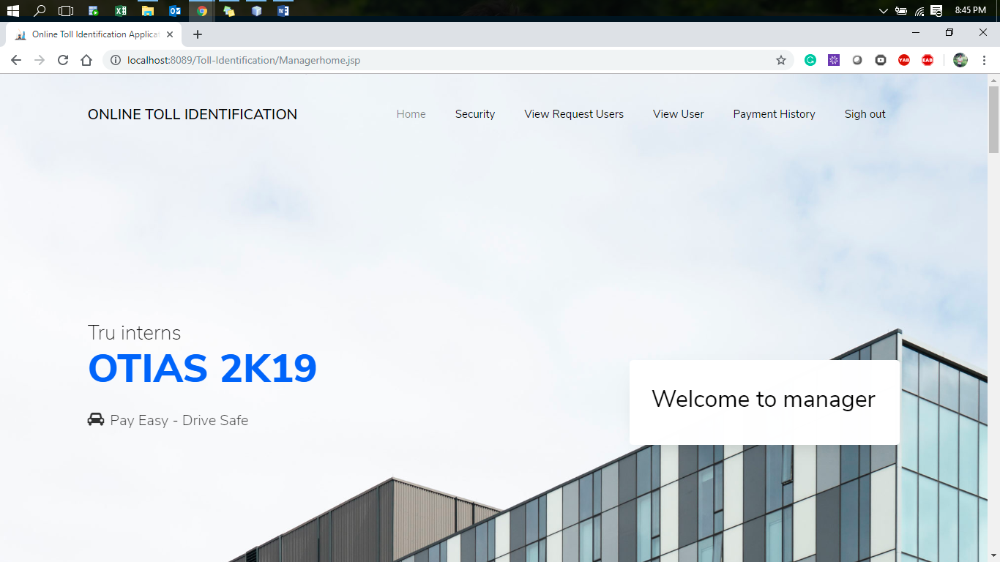 8:45 PM
Online Toll Identification Applicat
localhost:8089/Toll-Identification/Managerhome.jsp
YAB
EAB
ONLINE TOLL IDENTIFICATION
Home
Security
View Request Users
View User
Payment History
Sigh out
Tru interns
OTIAS 2K19
Pay Easy - Drive Safe
Welcome to manager